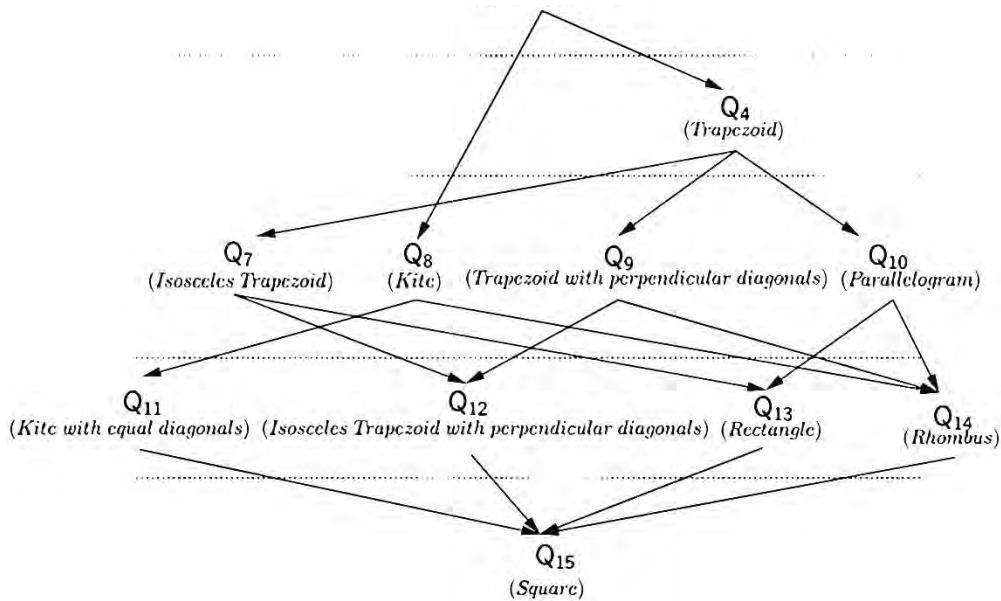 Q4
(Trapezoid)
Q7 Q8 Q9 Q10
(Isosceles Trapezoid) (Kite) (Trapezoid with perpendicular diagonals) (Parallelogram)
Q11 Q12 Q13 Q14
(Kite with equal diagonals) (Isosceles Trapezoid with perpendicular diagonals) (Rectangle) (Rhombus)
Q15
(Square)